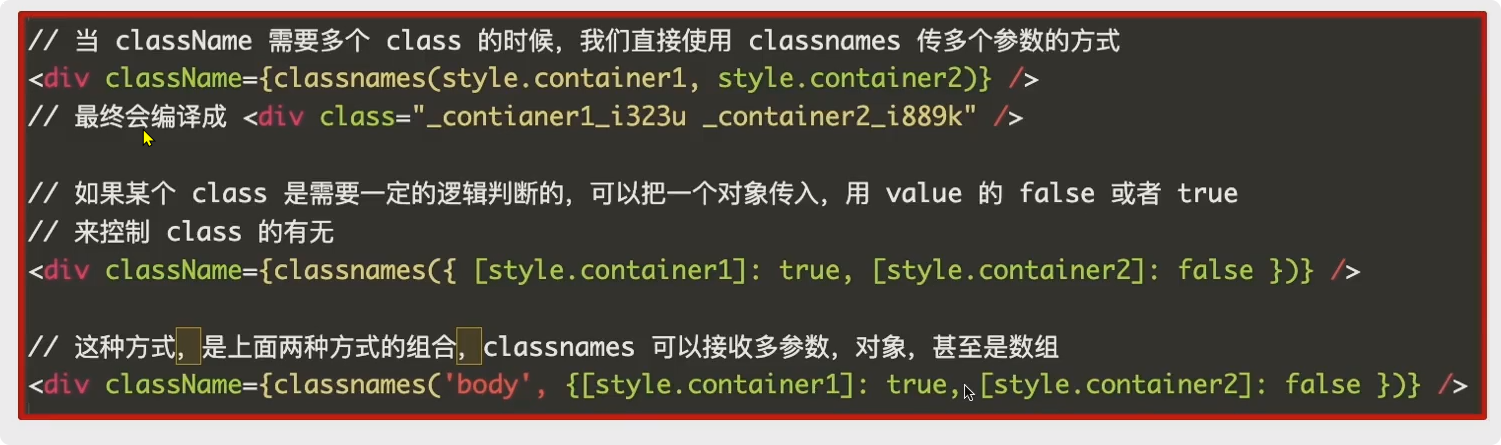 // 当 className 需要多个 class 的时候，我们直接使用 classnames 传多个参数的方式
<div className={classnames(style.container1, style.container2)} />
// 最终会编译成 <div class="_contianer1_i323u _container2_i889k" />
// 如果某个 class 是需要一定的逻辑判断的，可以把一个对象传入，用 value 的 false 或者 true
// 来控制 class 的有无
<div className={classnames({ [style.container1]: true, [style.container2]: false })} />
// 这种方式，是上面两种方式的组合，classnames 可以接收多参数，对象，甚至是数组
<div className={classnames('body', {[style.container1]: true, [style.container2]: false })} />